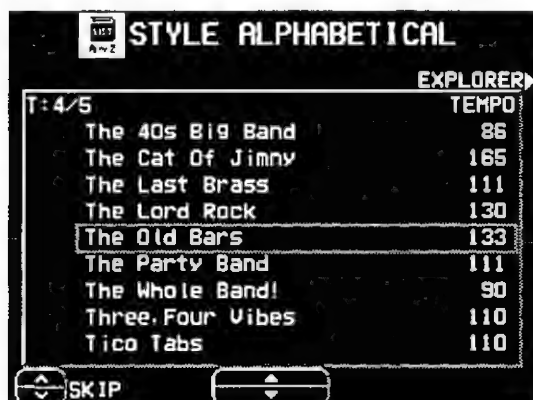 LIST
A~Z
STYLE ALPHABETICAL
EXPLORER
T:4/5 TEMPO
The 40s Big Band 86
The Cat Of Jimny 165
The Last Brass 111
The Lord Rock 130
The Old Bars 133
The Party Band 111
The Whole Band! 90
Three.Four Vibes 110
Tico Tabs 110
SKIP